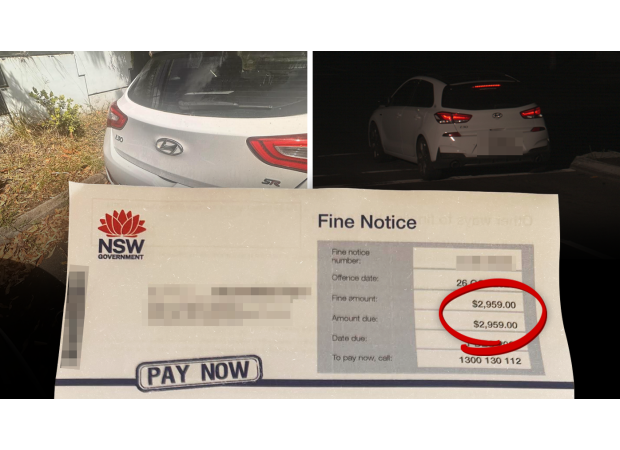 i30
SR
NSW
GOVERNMENT
Fine Notice
Fine notice
number:
Offence date:
26 O
Fine amount:
$2,959.00
Amount due:
$2,959.00
Date due:
To pay now, call:
1300 130 112
PAY NOW